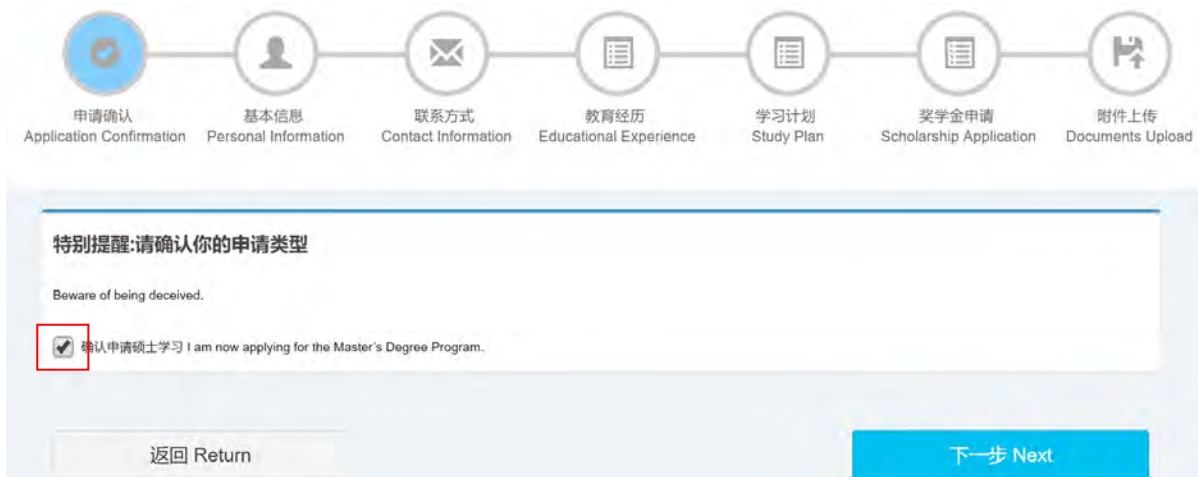 申请确认
Application Confirmation
基本信息
Personal Information
联系方式
Contact Information
教育经历
Educational Experience
学习计划
Study Plan
奖学金申请
Scholarship Application
附件上传
Documents Upload
特别提醒:请确认你的申请类型
Beware of being deceived.
确认申请硕士学习 I am now applying for the Master's Degree Program.
返回 Return
下一步 Next